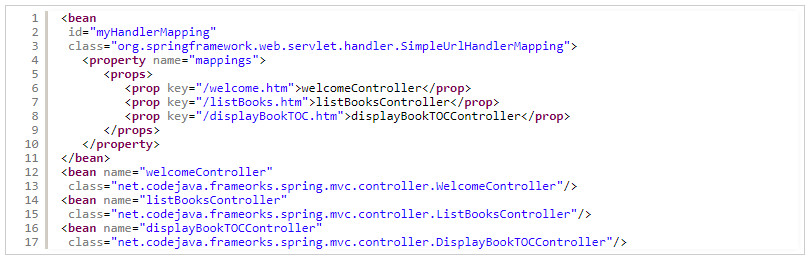 1 <bean
2 id="myHandlerMapping"
3 class="org.springframework.web.servlet.handler.SimpleUrlHandlerMapping">
4 <property name="mappings">
5 <props>
6 <prop key="/welcome.htm">welcomeController</prop>
7 <prop key="/listBooks.htm">listBooksController</prop>
8 <prop key="/displayBookTOC.htm">displayBookTOCController</prop>
9 </props>
10 </property>
11 </bean>
12 <bean name="welcomeController"
13 class="net.codejava.frameorks.spring.mvc.controller.WelcomeController"/>
14 <bean name="listBooksController"
15 class="net.codejava.frameorks.spring.mvc.controller.ListBooksController"/>
16 <bean name="displayBookTOCController"
17 class="net.codejava.frameorks.spring.mvc.controller.DisplayBookTOCController"/>